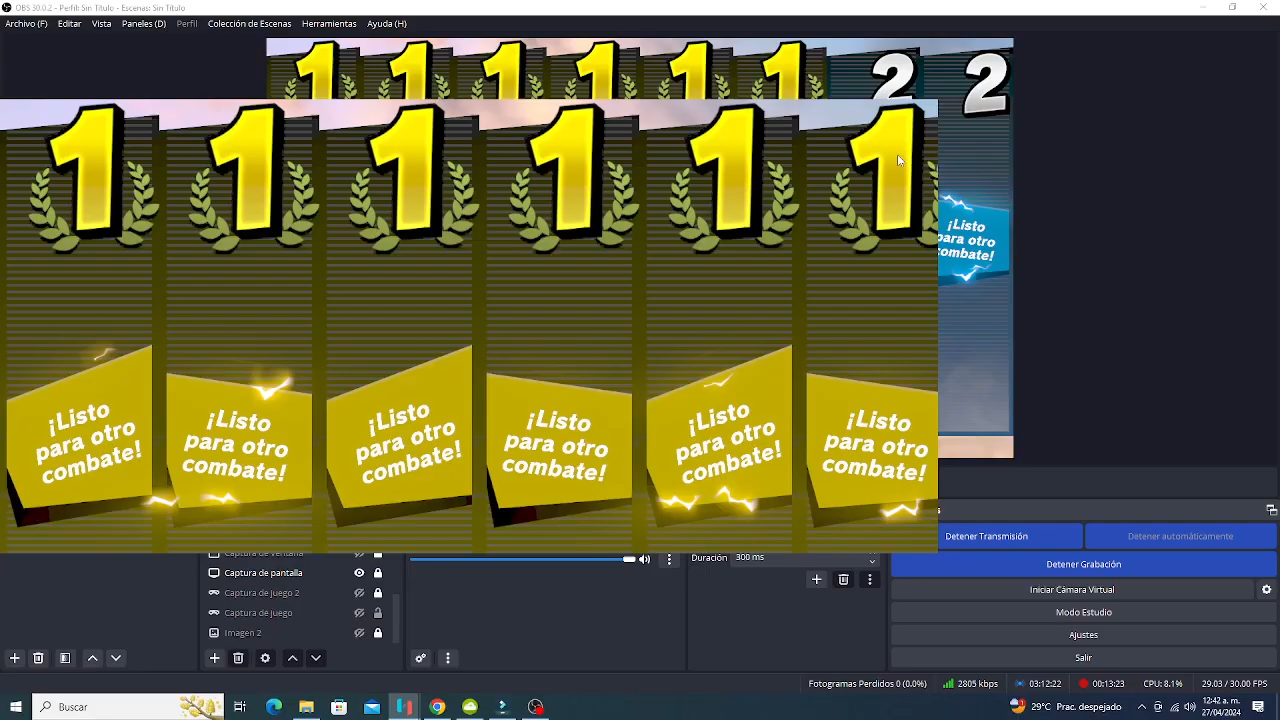 OBS 30.0.2 - Perfil: Sin Título - Escenas: Sin Título
Archivo (F) Editar Vista Paneles (D) Perfil Colección de Escenas Herramientas Ayuda (H)
1 1 1 1 1 1 2 2
1 1 1 1 1 1
¡Listo
para otro
combate!
¡Listo
para otro
combate!
¡Listo
para otro
combate!
¡Listo
para otro
combate!
¡Listo
para otro
combate!
¡Listo
para otro
combate!
¡Listo
para otro
combate!
Detener Transmisión Detener automáticamente
Captura de ventana
Duración 300 ms
Detener Grabación
Captura de pantalla
Captura de juego 2
Iniciar Cámara Virtual
Captura de juego
Modo Estudio
Imagen 2
Ajustes
Salir
Fotogramas Perdidos 0 (0.0%) 2805 kbps 03:12:22 00:13:23 CPU: 8.1% 29.03 / 30.00 FPS
Buscar
29°C Prac. despejado
12:42 a. m.
27/04/2024